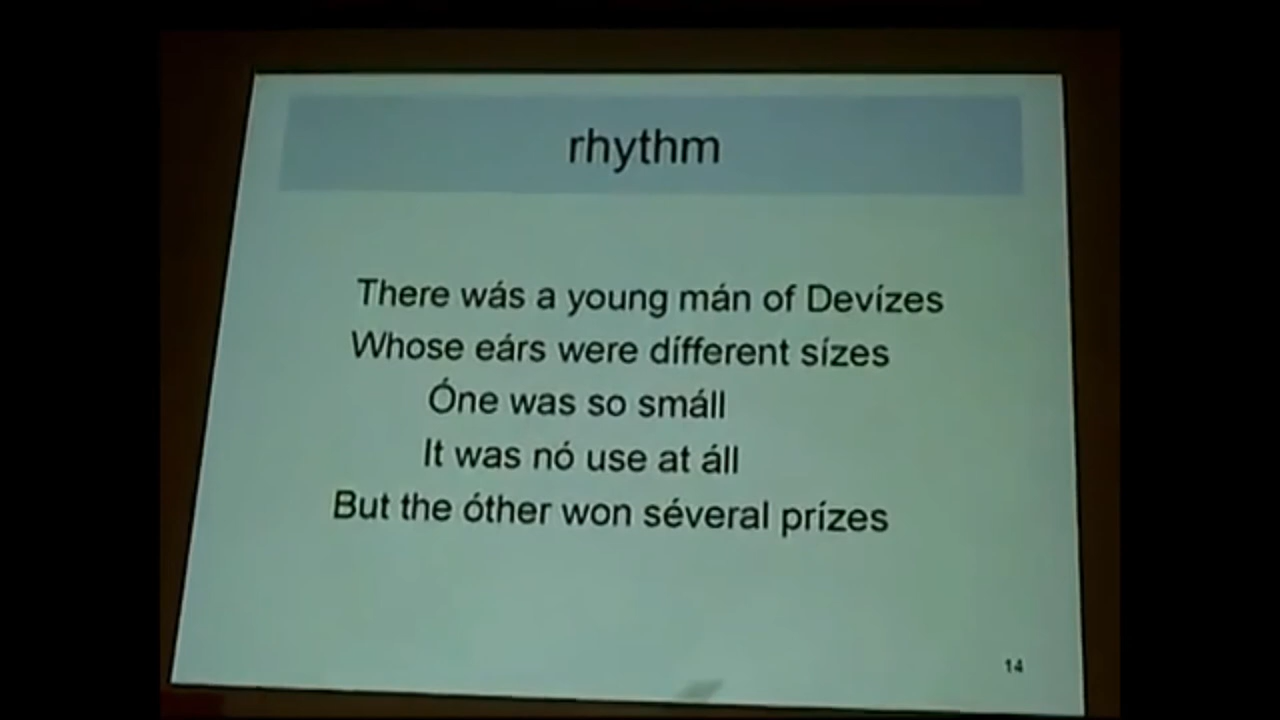 rhythm
There wás a young mán of Devízes
Whose eárs were dífferent sízes
Óne was so smáll
It was nó use at áll
But the óther won séveral prízes
14